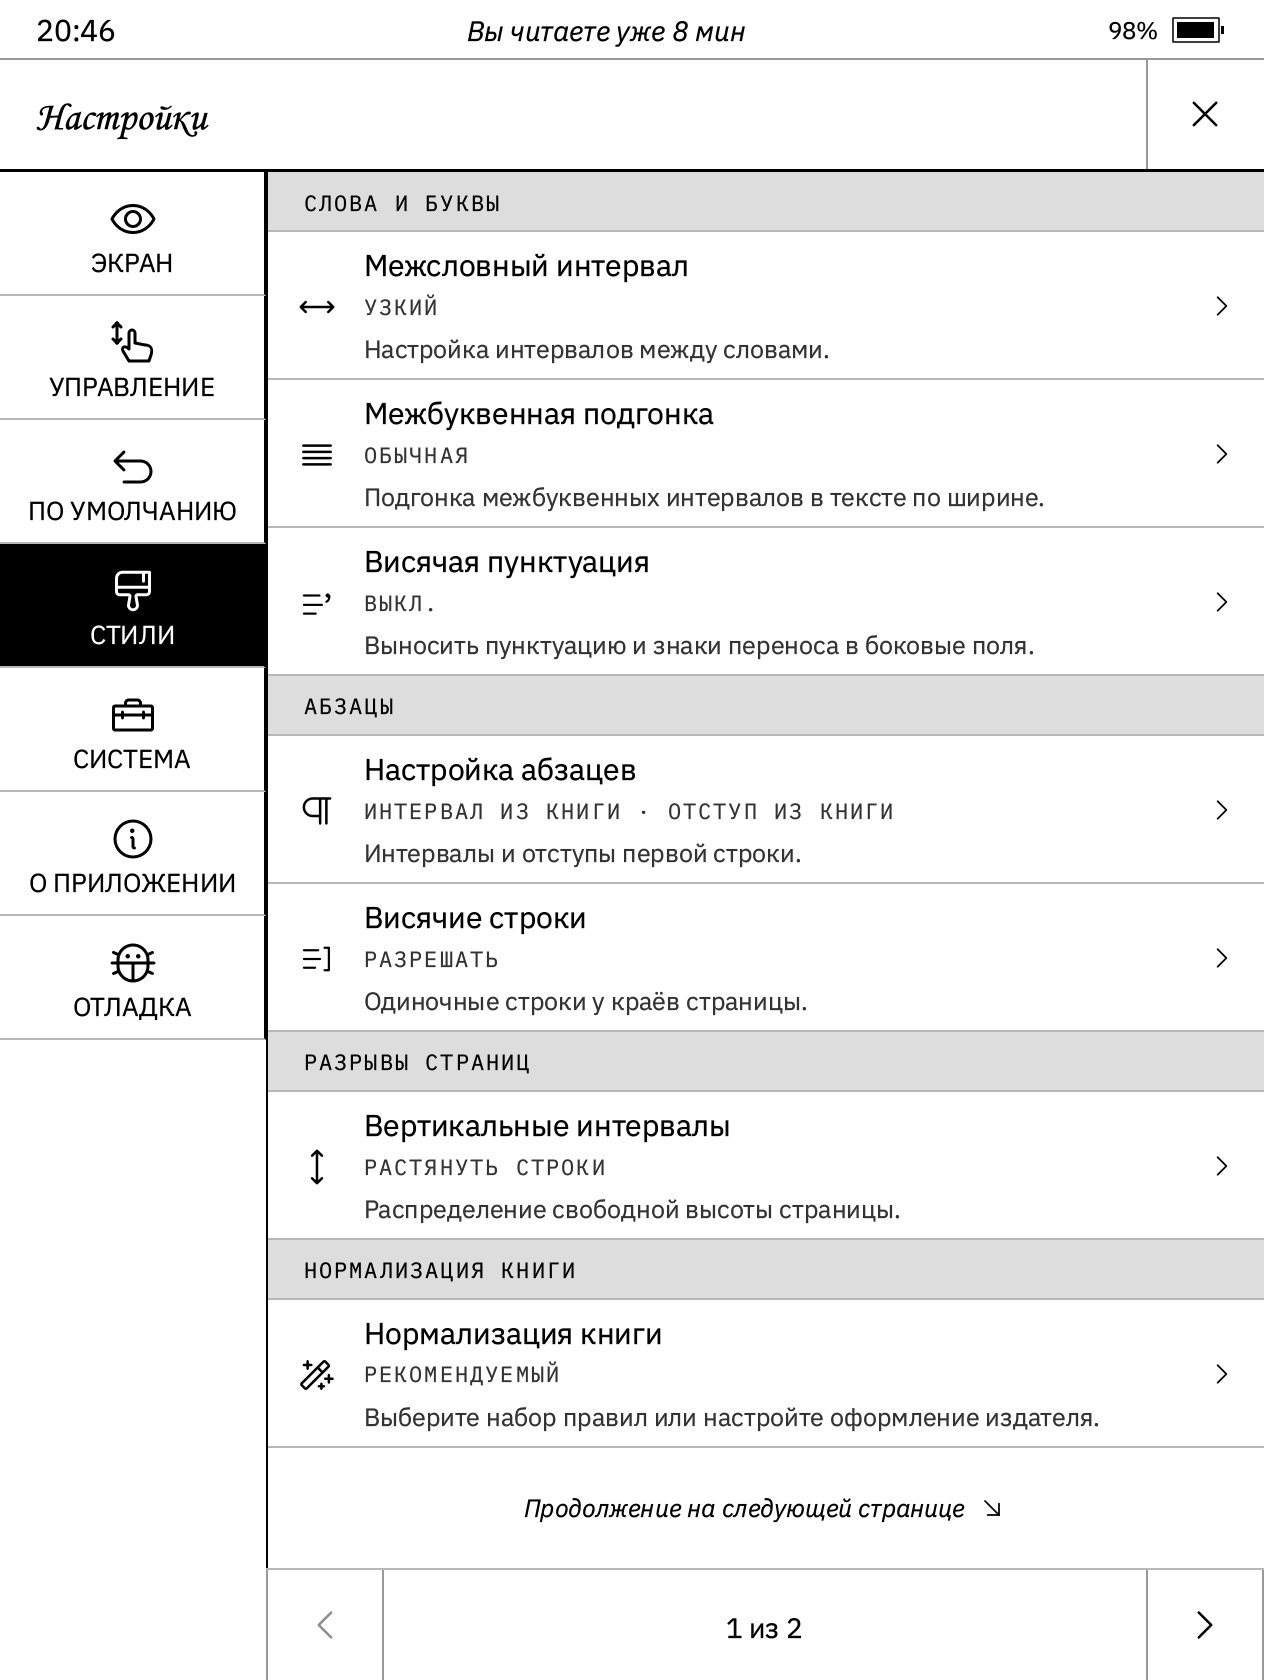 20:46
Вы читаете уже 8 мин
98%
Настройки
ЭКРАН
УПРАВЛЕНИЕ
ПО УМОЛЧАНИЮ
СТИЛИ
СИСТЕМА
О ПРИЛОЖЕНИИ
ОТЛАДКА
СЛОВА И БУКВЫ
Межсловный интервал
УЗКИЙ
Настройка интервалов между словами.
Межбуквенная подгонка
ОБЫЧНАЯ
Подгонка межбуквенных интервалов в тексте по ширине.
Висячая пунктуация
ВЫКЛ.
Выносить пунктуацию и знаки переноса в боковые поля.
АБЗАЦЫ
Настройка абзацев
ИНТЕРВАЛ ИЗ КНИГИ · ОТСТУП ИЗ КНИГИ
Интервалы и отступы первой строки.
Висячие строки
РАЗРЕШАТЬ
Одиночные строки у краёв страницы.
РАЗРЫВЫ СТРАНИЦ
Вертикальные интервалы
РАСТЯНУТЬ СТРОКИ
Распределение свободной высоты страницы.
НОРМАЛИЗАЦИЯ КНИГИ
Нормализация книги
РЕКОМЕНДУЕМЫЙ
Выберите набор правил или настройте оформление издателя.
Продолжение на следующей странице
1 из 2